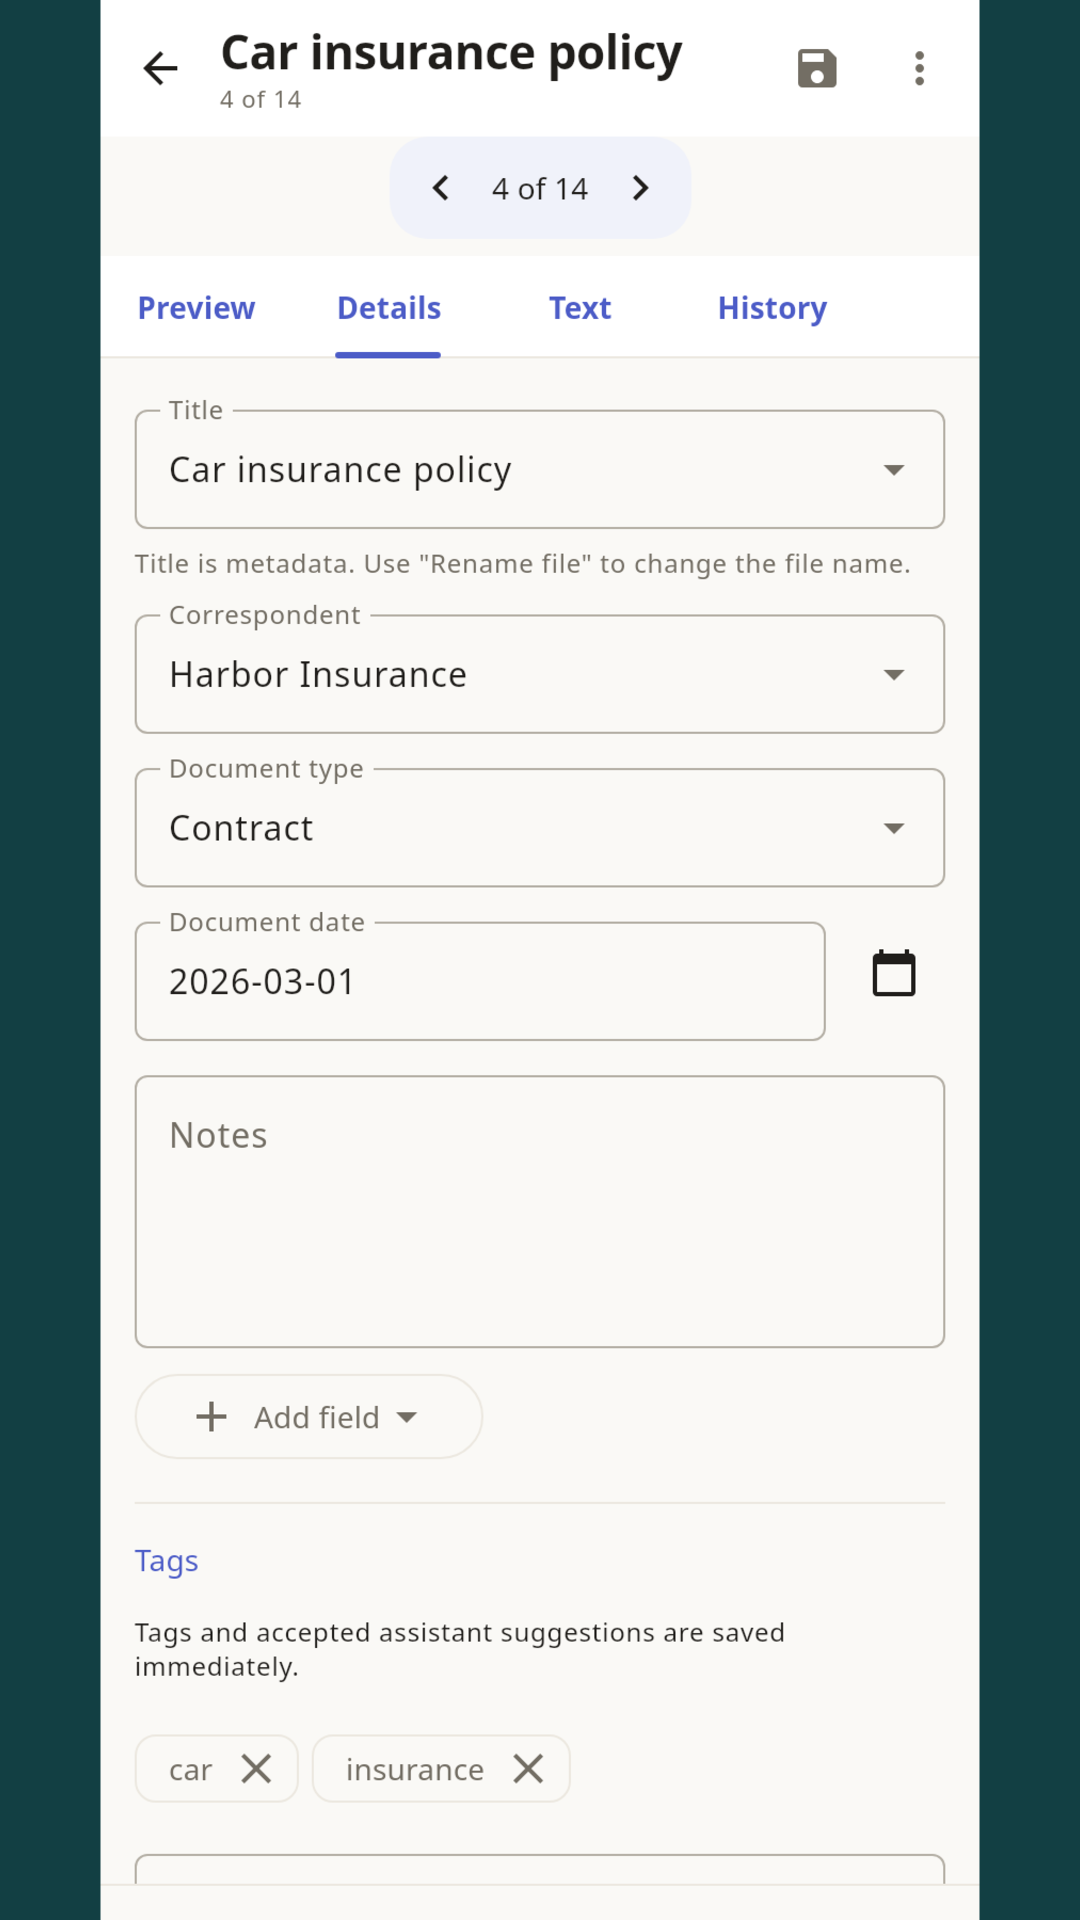 Car insurance policy
4 of 14
4 of 14
Preview Details Text History
Title
Car insurance policy
Title is metadata. Use "Rename file" to change the file name.
Correspondent
Harbor Insurance
Document type
Contract
Document date
2026-03-01
Notes
Add field
Tags
Tags and accepted assistant suggestions are saved
immediately.
car insurance